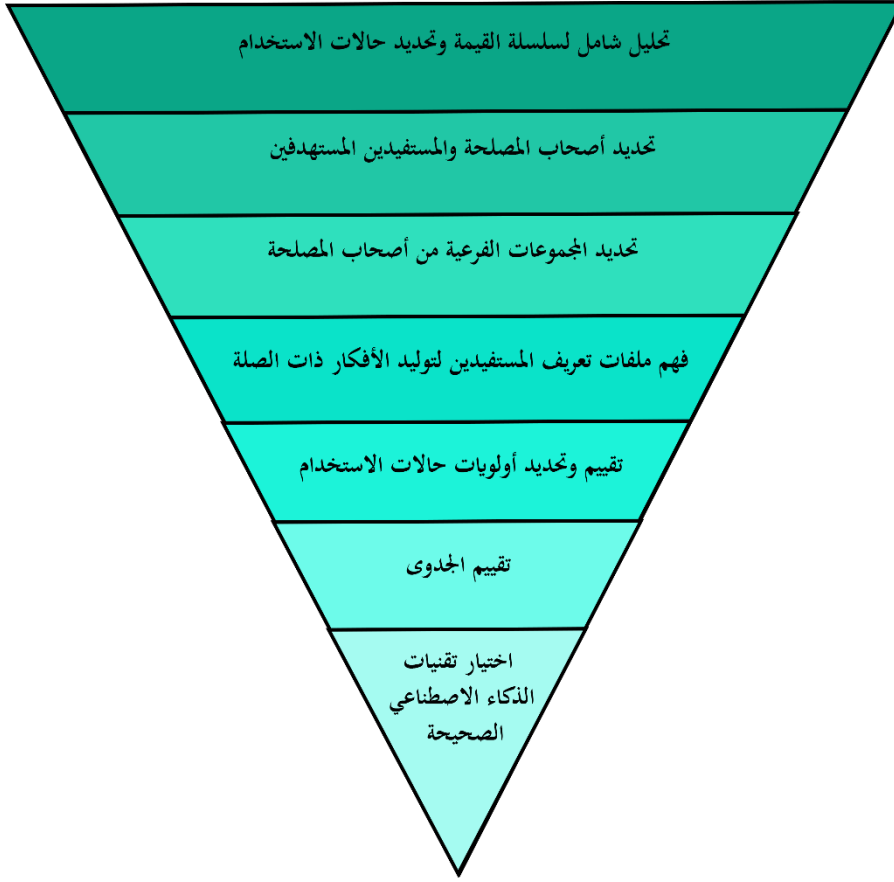 تحليل شامل لسلسلة القيمة وتحديد حالات الاستخدام
تحديد أصحاب المصلحة والمستفيدين المستهدفين
تحديد المجموعات الفرعية من أصحاب المصلحة
فهم ملفات تعريف المستفيدين لتوليد الأفكار ذات الصلة
تقييم وتحديد أولويات حالات الاستخدام
تقييم الجدوى
اختيار تقنيات
الذكاء الاصطناعي
الصحيحة